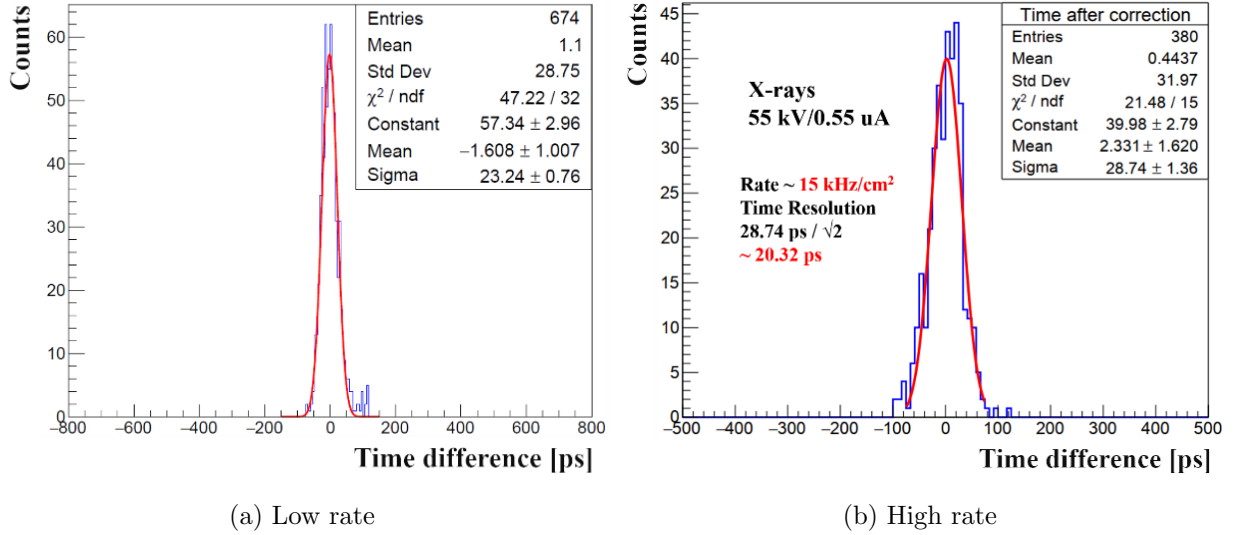 Counts
60
50
40
30
20
10
0
−800
−600
−400
−200
0
200
400
600
800
Time difference [ps]
Entries 674
Mean 1.1
Std Dev 28.75
χ² / ndf 47.22 / 32
Constant 57.34 ± 2.96
Mean −1.608 ± 1.007
Sigma 23.24 ± 0.76
(a) Low rate
Counts
45
40
35
30
25
20
15
10
5
0
−500
−400
−300
−200
−100
0
100
200
300
400
500
Time difference [ps]
X-rays
55 kV/0.55 uA
Rate ~ 15 kHz/cm²
Time Resolution
28.74 ps / √2
~ 20.32 ps
Time after correction
Entries 380
Mean 0.4437
Std Dev 31.97
χ² / ndf 21.48 / 15
Constant 39.98 ± 2.79
Mean 2.331 ± 1.620
Sigma 28.74 ± 1.36
(b) High rate